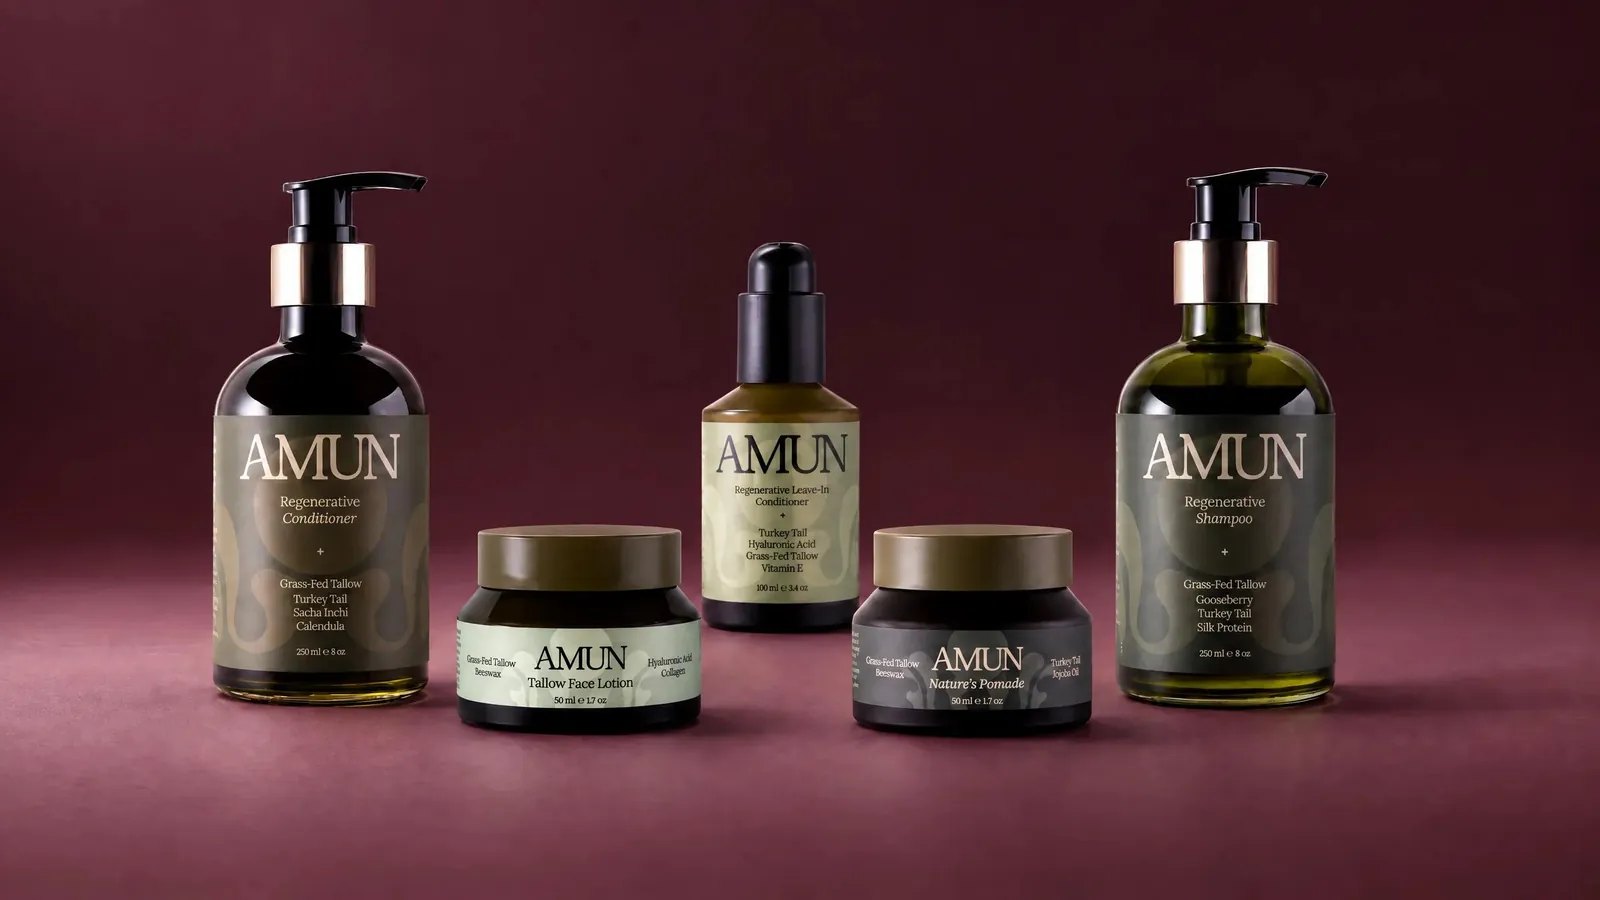 AMUN
Regenerative
Conditioner
+
Grass-Fed Tallow
Turkey Tail
Sacha Inchi
Calendula
250 ml ℮ 8 oz
Grass-Fed Tallow
Beeswax
AMUN
Tallow Face Lotion
50 ml ℮ 1.7 oz
Hyaluronic Acid
Collagen
AMUN
Regenerative Leave-In
Conditioner
+
Turkey Tail
Hyaluronic Acid
Grass-Fed Tallow
Vitamin E
100 ml ℮ 3.4 oz
Grass-Fed Tallow
Beeswax
AMUN
Nature's Pomade
50 ml ℮ 1.7 oz
Turkey Tail
Jojoba Oil
AMUN
Regenerative
Shampoo
+
Grass-Fed Tallow
Gooseberry
Turkey Tail
Silk Protein
250 ml ℮ 8 oz